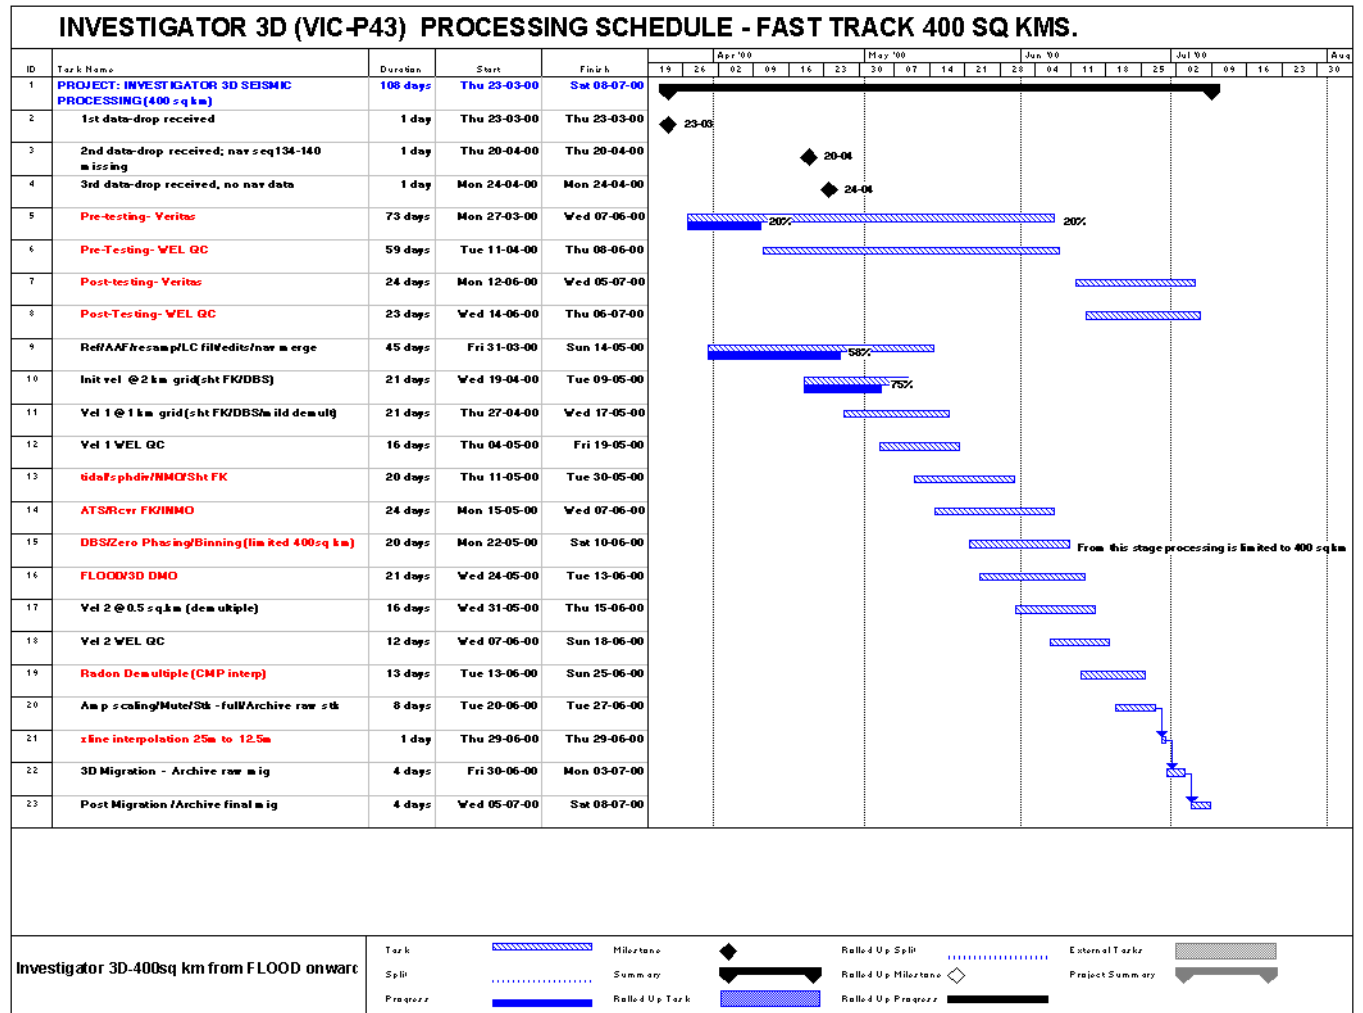 INVESTIGATOR 3D (VIC-P43) PROCESSING SCHEDULE - FAST TRACK 400 SQ KMS.
Apr '00 May '00 Jun '00 Jul '00 Aug
ID Task Name Duration Start Finish 19 26 02 09 16 23 30 07 14 21 28 04 11 18 25 02 09 16 23 30
1 PROJECT: INVESTIGATOR 3D SEISMIC 108 days Thu 23-03-00 Sat 08-07-00
PROCESSING (400 sq km)
2 1st data-drop received 1 day Thu 23-03-00 Thu 23-03-00 23-03
3 2nd data-drop received; nav seq134-140 1 day Thu 20-04-00 Thu 20-04-00 20-04
missing
4 3rd data-drop received, no nav data 1 day Mon 24-04-00 Mon 24-04-00 24-04
5 Pre-testing- Veritas 73 days Mon 27-03-00 Wed 07-06-00 20% 20%
6 Pre-Testing- WEL QC 59 days Tue 11-04-00 Thu 08-06-00
7 Post-testing- Veritas 24 days Mon 12-06-00 Wed 05-07-00
8 Post-Testing- WEL QC 23 days Wed 14-06-00 Thu 06-07-00
9 Ref/AAF/resamp/LC filt/edits/nav merge 45 days Fri 31-03-00 Sun 14-05-00 58%
10 Init vel @ 2 km grid(sht FK/DBS) 21 days Wed 19-04-00 Tue 09-05-00 75%
11 Vel 1 @ 1 km grid (sht FK/DBS/mild demult) 21 days Thu 27-04-00 Wed 17-05-00
12 Vel 1 WEL QC 16 days Thu 04-05-00 Fri 19-05-00
13 tidal/sphdiv/NMO/Sht FK 20 days Thu 11-05-00 Tue 30-05-00
14 ATS/Rcvr FK/INMO 24 days Mon 15-05-00 Wed 07-06-00
15 DBS/Zero Phasing/Binning (limited 400sq km) 20 days Mon 22-05-00 Sat 10-06-00 From this stage processing is limited to 400 sq km
16 FLOOD/3D DMO 21 days Wed 24-05-00 Tue 13-06-00
17 Vel 2 @ 0.5 sq.km (demultiple) 16 days Wed 31-05-00 Thu 15-06-00
18 Vel 2 WEL QC 12 days Wed 07-06-00 Sun 18-06-00
19 Radon Demultiple (CMP interp) 13 days Tue 13-06-00 Sun 25-06-00
20 Amp scaling/Mute/Stk -full/Archive raw stk 8 days Tue 20-06-00 Tue 27-06-00
21 xline interpolation 25m to 12.5m 1 day Thu 29-06-00 Thu 29-06-00
22 3D Migration - Archive raw mig 4 days Fri 30-06-00 Mon 03-07-00
23 Post Migration /Archive final mig 4 days Wed 05-07-00 Sat 08-07-00
Investigator 3D-400sq km from FLOOD onward
Task Milestone Rolled Up Split External Tasks
Split Summary Rolled Up Milestone Project Summary
Progress Rolled Up Task Rolled Up Progress